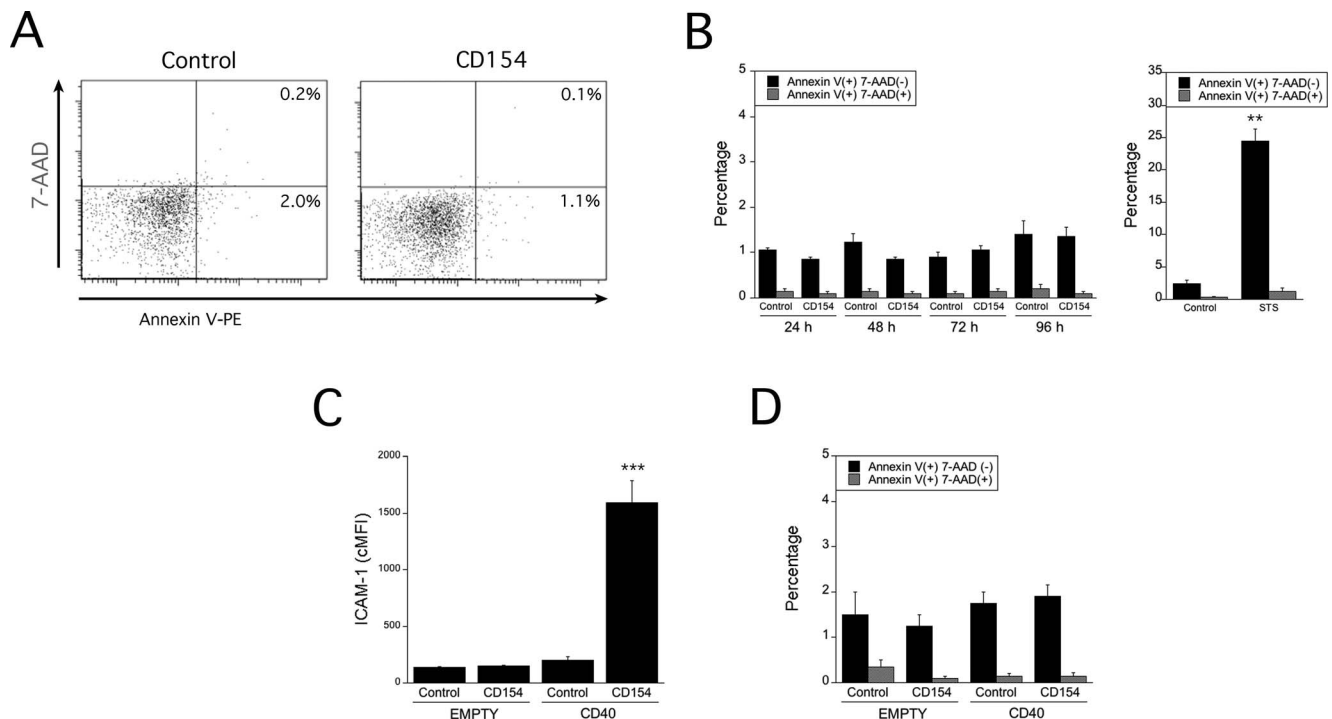 A
Control
CD154
0.2%
0.1%
7-AAD
2.0%
1.1%
Annexin V-PE
B
5
4
3
2
1
0
Percentage
Annexin V(+) 7-AAD(-)
Annexin V(+) 7-AAD(+)
Control CD154 Control CD154 Control CD154 Control CD154
24 h 48 h 72 h 96 h
35
30
25
20
15
10
5
0
Percentage
Annexin V(+) 7-AAD(-)
Annexin V(+) 7-AAD(+)
**
Control STS
C
2000
1500
1000
500
0
ICAM-1 (cMFI)
***
Control CD154 Control CD154
EMPTY CD40
D
5
4
3
2
1
0
Percentage
Annexin V(+) 7-AAD (-)
Annexin V(+) 7-AAD(+)
Control CD154 Control CD154
EMPTY CD40